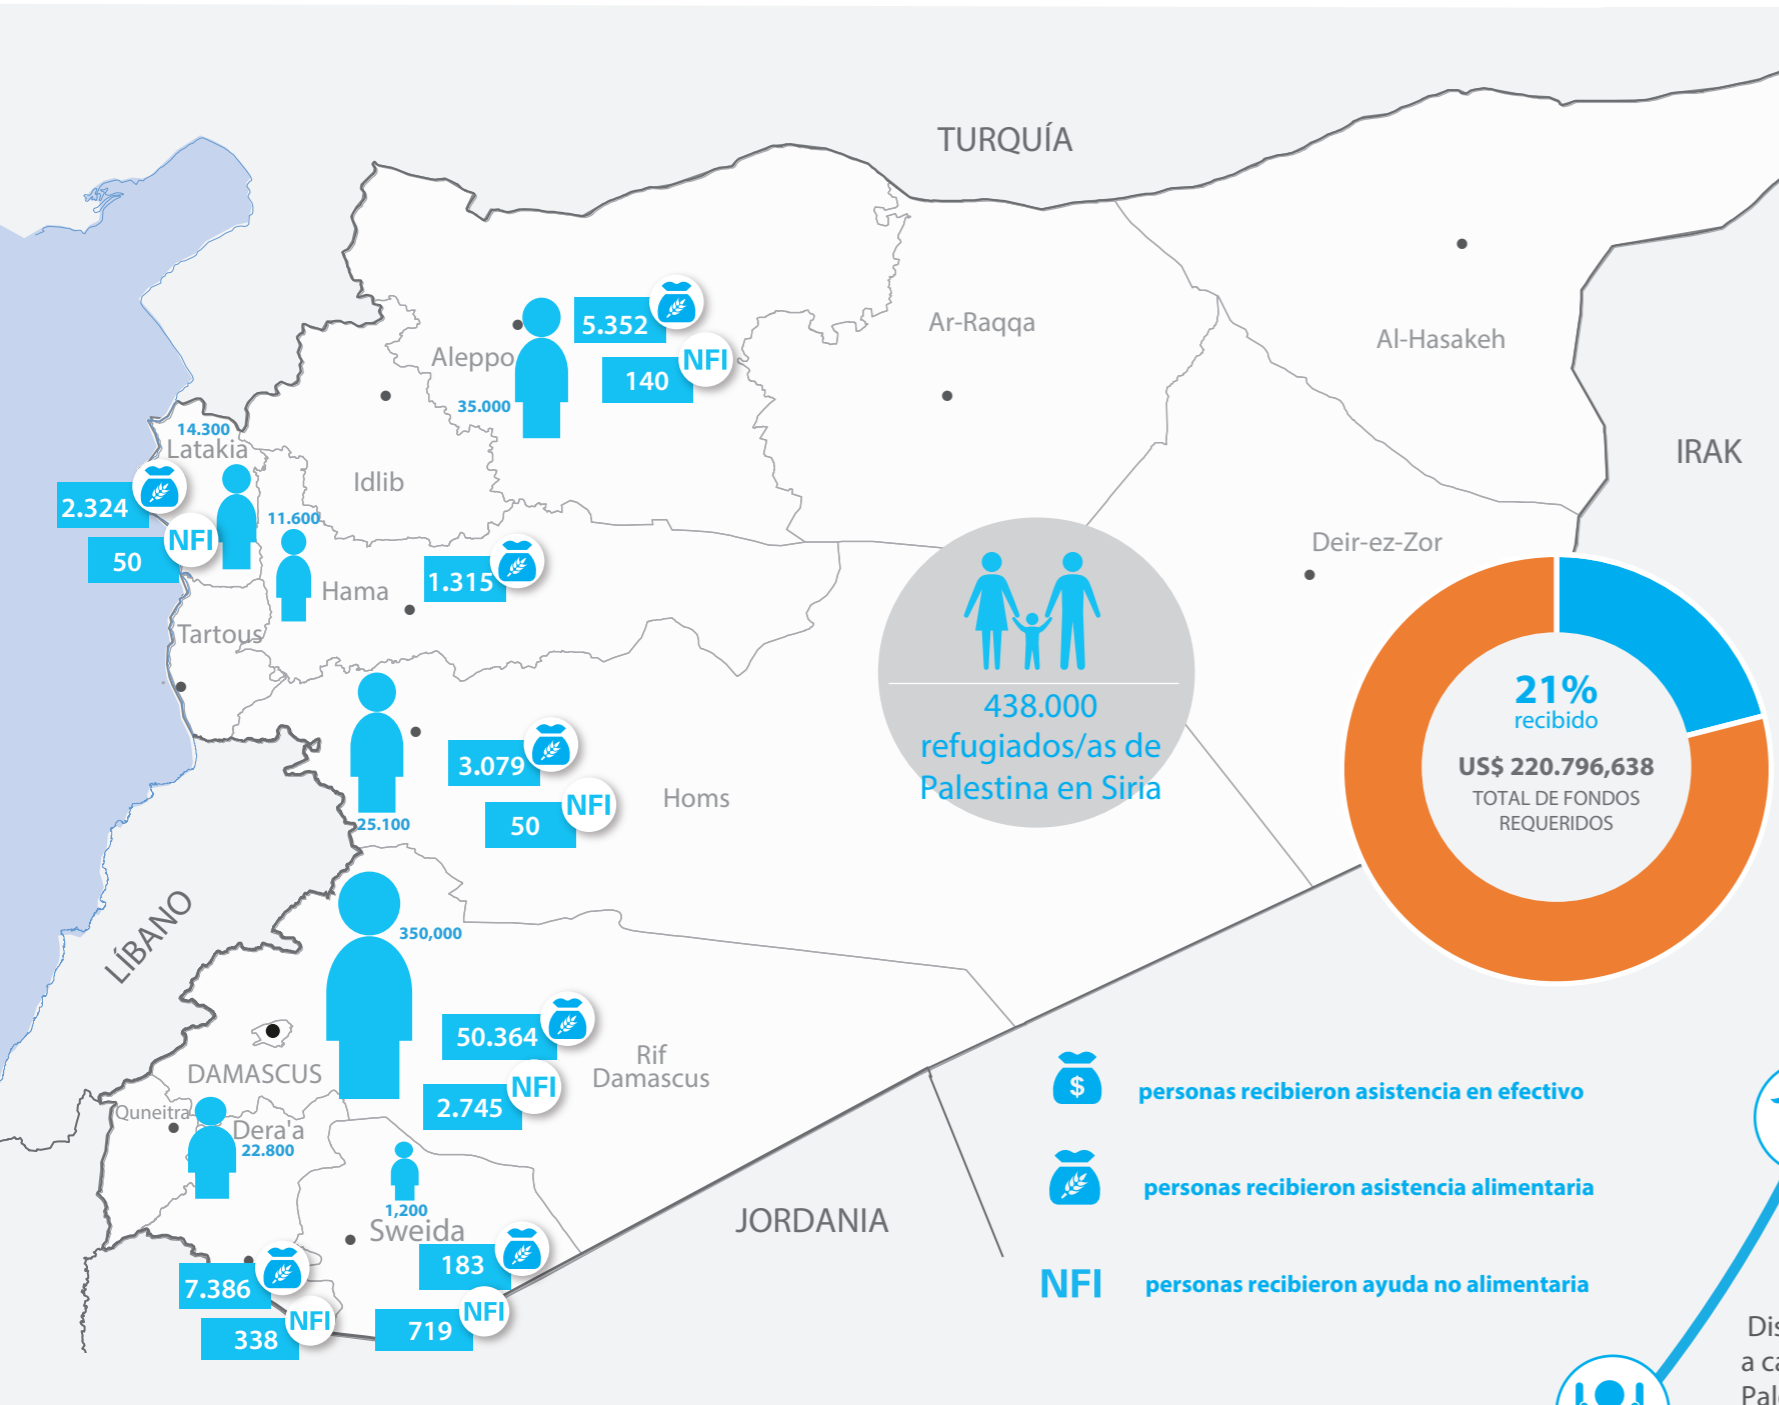 TURQUÍA
5.352
NFI
140
Aleppo
35.000
Ar-Raqqa
Al-Hasakeh
IRAK
14.300
Latakia
2.324
NFI
50
Idlib
11.600
Hama
1.315
Tartous
Deir-ez-Zor
438.000
refugiados/as de
Palestina en Siria
21%
recibido
US$ 220.796,638
TOTAL DE FONDOS
REQUERIDOS
3.079
NFI
50
Homs
25.100
LÍBANO
350,000
50.364
NFI
2.745
Rif
Damascus
DAMASCUS
Quneitra
Dera'a
22.800
1,200
Sweida
183
NFI
719
7.386
NFI
338
JORDANIA
$ personas recibieron asistencia en efectivo
personas recibieron asistencia alimentaria
NFI personas recibieron ayuda no alimentaria